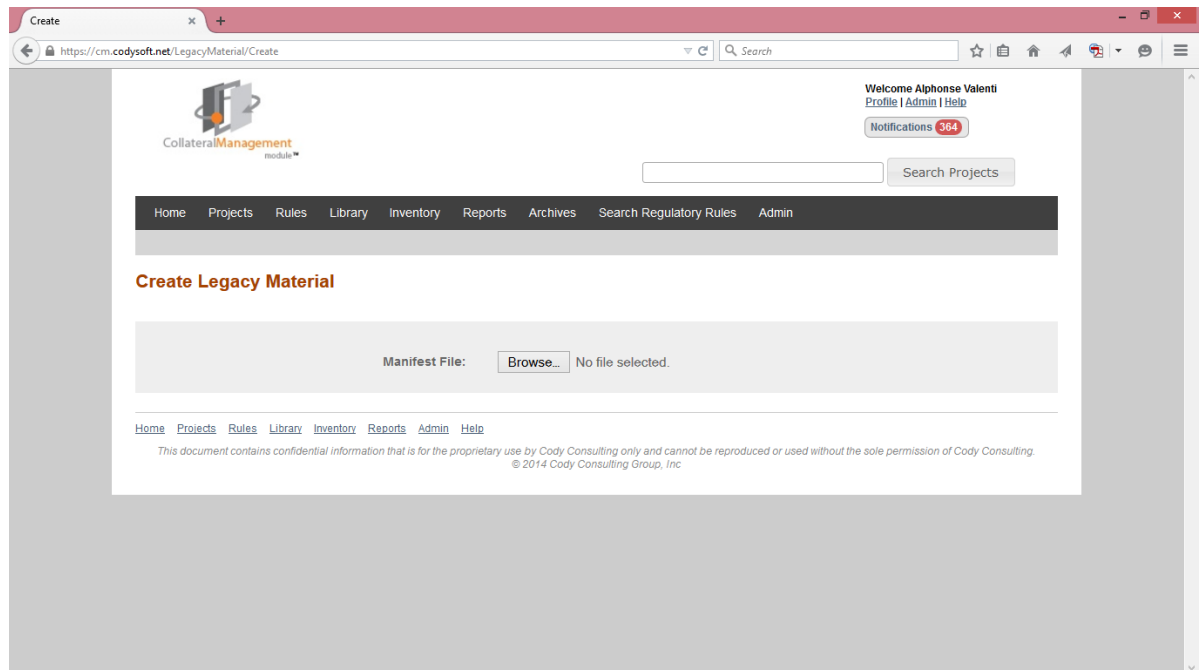 Create
https://cm.codysoft.net/LegacyMaterial/Create
Search
CollateralManagement
module™
Welcome Alphonse Valenti
Profile | Admin | Help
Notifications 364
Search Projects
Home Projects Rules Library Inventory Reports Archives Search Regulatory Rules Admin
Create Legacy Material
Manifest File: Browse... No file selected.
Home Projects Rules Library Inventory Reports Admin Help
This document contains confidential information that is for the proprietary use by Cody Consulting only and cannot be reproduced or used without the sole permission of Cody Consulting.
© 2014 Cody Consulting Group, Inc